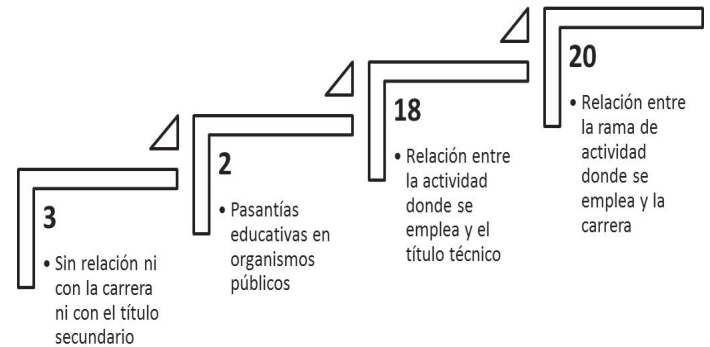 3
• Sin relación ni
con la carrera
ni con el título
secundario
2
• Pasantías
educativas en
organismos
públicos
18
• Relación entre
la actividad
donde se
emplea y el
título técnico
20
• Relación entre
la rama de
actividad
donde se
emplea y la
carrera